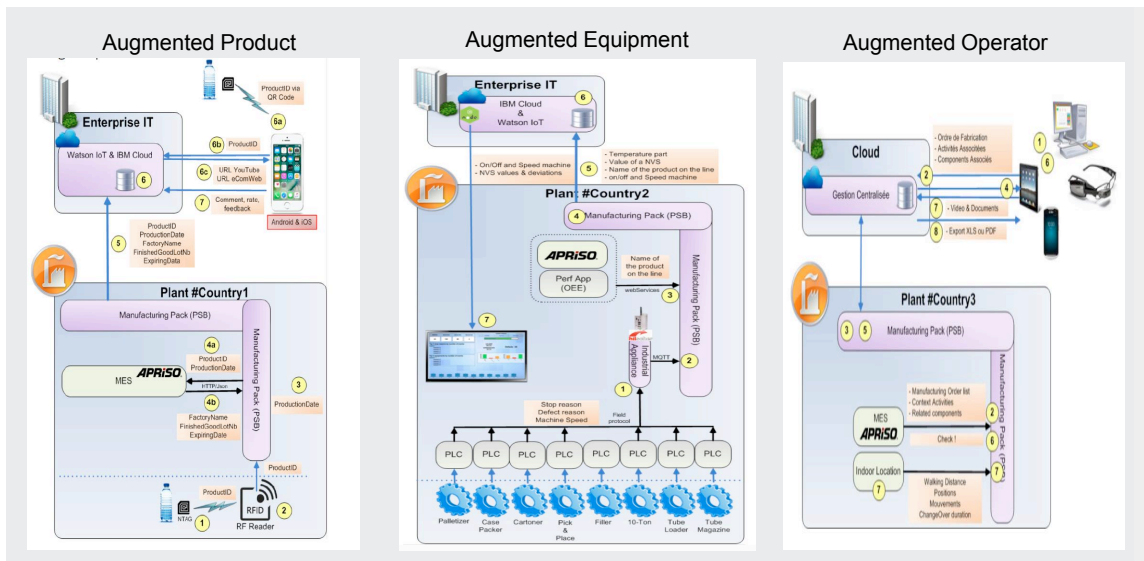 Augmented Product
ProductID via
QR Code
6a
Enterprise IT
6b
ProductID
Watson IoT & IBM Cloud
6
6c
URL YouTube
URL eComWeb
7
Comment, rate,
feedback
Android & iOS
5
ProductID
ProductionDate
FactoryName
FinishedGoodLotNb
ExpiringData
Plant #Country1
Manufacturing Pack (PSB)
4a
ProductID
ProductionDate
MES
APRISO
HTTP/Json
4b
FactoryName
FinishedGoodLotNb
ExpiringDate
Manufacturing Pack (PSB)
3
ProductionDate
ProductID
ProductID
NTAG
1
RFID
2
RF Reader
Augmented Equipment
Enterprise IT
6
IBM Cloud
&
Watson IoT
- On/Off and Speed machine
- NVS values & deviations
5
- Temperature part
- Value of a NVS
- Name of the product on the line
- on/off and Speed machine
Plant #Country2
4
Manufacturing Pack (PSB)
APRISO
Perf App
(OEE)
Name of
the product
on the line
webServices
3
Manufacturing Pack (PSB)
7
Industrial
Appliance
MQTT
2
1
Stop reason
Defect reason
Machine Speed
Field
protocol
PLC PLC PLC PLC PLC PLC PLC PLC
Palletizer
Case
Packer
Cartoner
Pick
&
Place
Filler
10-Ton
Tube
Loader
Tube
Magazine
Augmented Operator
- Ordre de Fabrication
- Activités Associtées
- Components Associés
1
6
Cloud
2
4
Gestion Centralisée
7
- Video & Documents
8
- Export XLS ou PDF
Plant #Country3
3
5
Manufacturing Pack (PSB)
- Manufacturing Order list
- Context Activities
- Related components
2
MES
APRISO
Check !
6
Indoor Location
7
7
Walking Distance
Positions
Mouvements
ChangeOver duration
Manufacturing Pack (PSB)